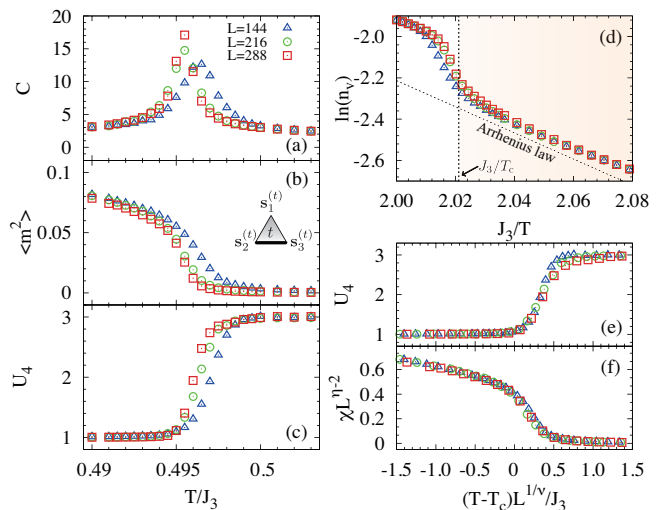 L=144
L=216
L=288
25
20
15
10
5
0
C
(a)
0.1
0.05
0
<m²>
(b)
s₁⁽ᵗ⁾
t
s₂⁽ᵗ⁾ s₃⁽ᵗ⁾
3
2
1
U₄
(c)
0.49 0.495 0.5
T/J₃
-2.0
-2.2
-2.4
-2.6
ln(nᵥ)
(d)
Arrhenius law
J₃/T_c
2.00 2.02 2.04 2.06 2.08
J₃/T
3
2
1
U₄
(e)
0.6
0.4
0.2
0
χL^η-2
(f)
-1.5 -1.0 -0.5 0 0.5 1.0 1.5
(T-T_c)L^1/ν/J₃